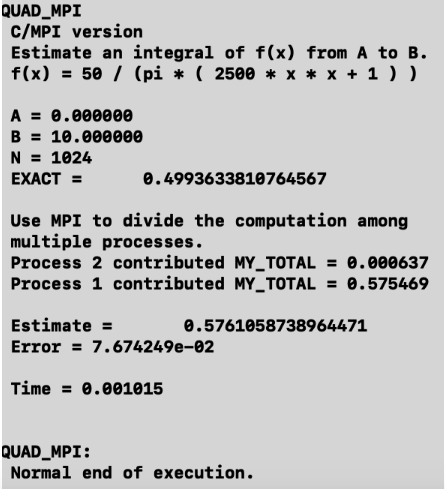 QUAD_MPI
C/MPI version
Estimate an integral of f(x) from A to B.
f(x) = 50 / (pi * ( 2500 * x * x + 1 ) )
A = 0.000000
B = 10.000000
N = 1024
EXACT =       0.4993633810764567
Use MPI to divide the computation among
multiple processes.
Process 2 contributed MY_TOTAL = 0.000637
Process 1 contributed MY_TOTAL = 0.575469
Estimate =       0.5761058738964471
Error = 7.674249e-02
Time = 0.001015
QUAD_MPI:
Normal end of execution.